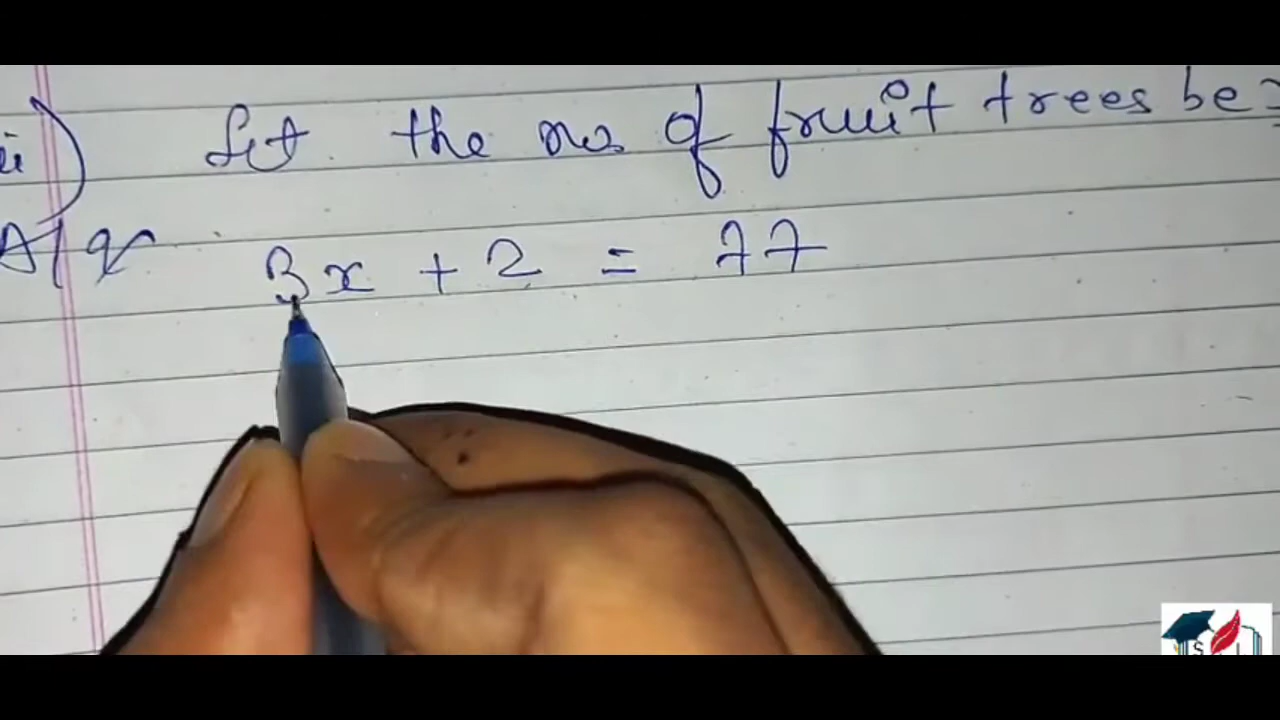 ii) Let the no of fruit trees be
A/q 3x + 2 = 77
S L